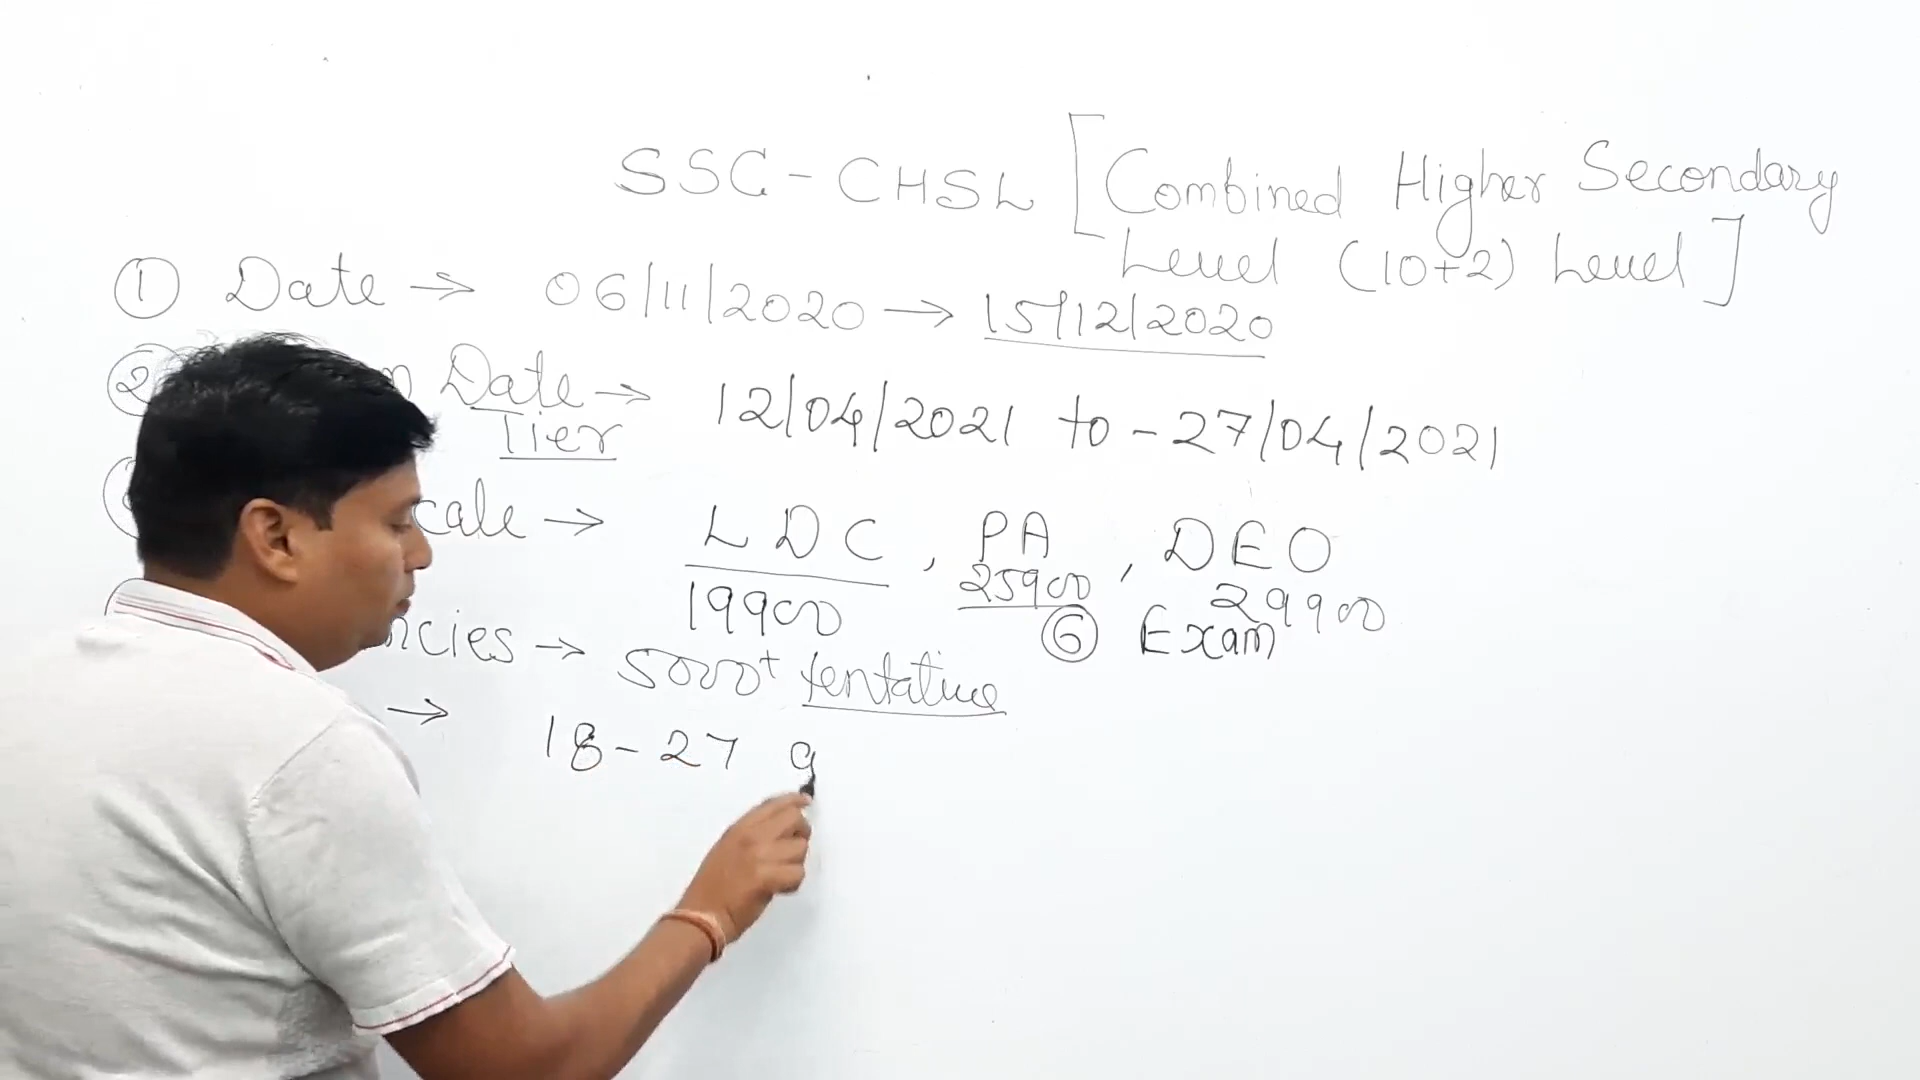 SSC - CHSL [Combined Higher Secondary
Level (10+2) Level]
① Date → 06/11/2020 → 15/12/2020
② Date → 12/04/2021 to - 27/04/2021
Tier
→ LDC, PA, DEO
19900 25900 29900
→ 5000+ tentative
⑥ Exam
→ 18-27